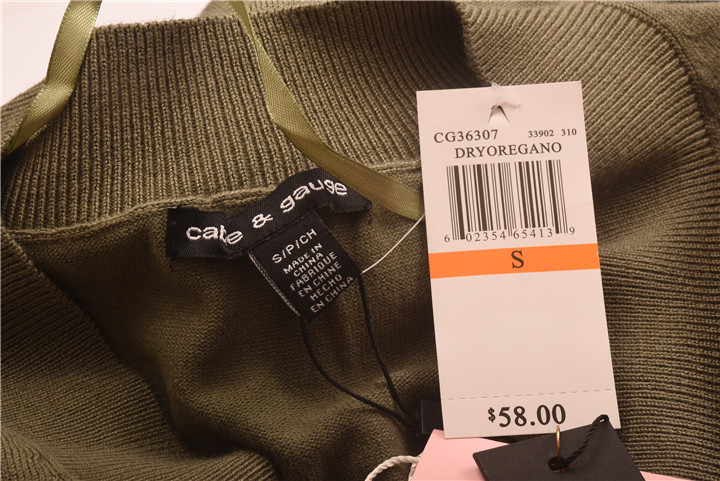 cable & gauge
S/P/CH
MADE IN
CHINA
FABRIQUE
EN CHINE
HECHO
EN CHINA
CG36307 33902 310
DRYOREGANO
6 02354 65413 9
S
$58.00